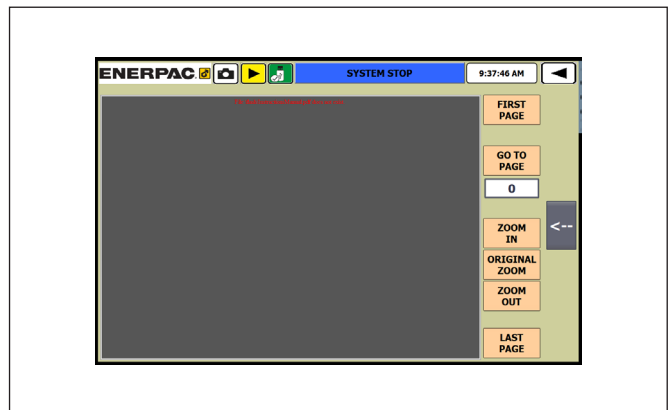 ENERPAC
SYSTEM STOP
9:37:46 AM
FIRST
PAGE
GO TO
PAGE
0
<--
ZOOM
IN
ORIGINAL
ZOOM
ZOOM
OUT
LAST
PAGE